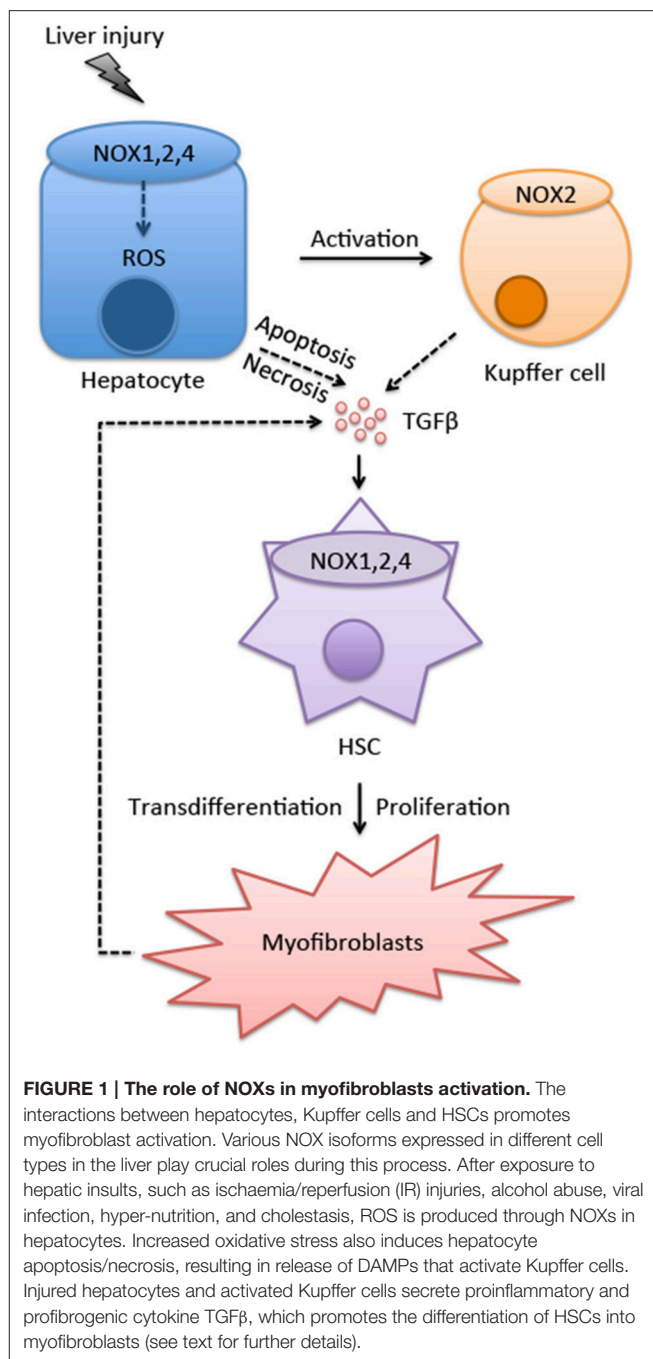 Liver injury
NOX1,2,4
NOX2
ROS
Activation
Apoptosis
Necrosis
Hepatocyte
Kupffer cell
TGFβ
NOX1,2,4
HSC
Transdifferentiation
Proliferation
Myofibroblasts
FIGURE 1 | The role of NOXs in myofibroblasts activation. The
interactions between hepatocytes, Kupffer cells and HSCs promotes
myofibroblast activation. Various NOX isoforms expressed in different cell
types in the liver play crucial roles during this process. After exposure to
hepatic insults, such as ischaemia/reperfusion (IR) injuries, alcohol abuse, viral
infection, hyper-nutrition, and cholestasis, ROS is produced through NOXs in
hepatocytes. Increased oxidative stress also induces hepatocyte
apoptosis/necrosis, resulting in release of DAMPs that activate Kupffer cells.
Injured hepatocytes and activated Kupffer cells secrete proinflammatory and
profibrogenic cytokine TGFβ, which promotes the differentiation of HSCs into
myofibroblasts (see text for further details).